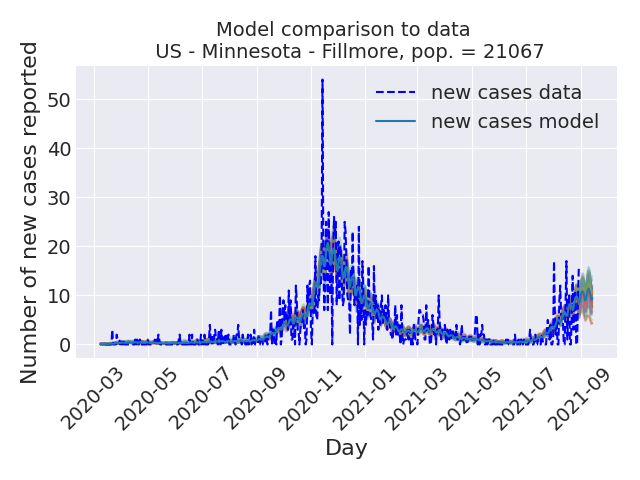 Model comparison to data
US - Minnesota - Fillmore, pop. = 21067
Number of new cases reported
50
40
30
20
10
0
new cases data
new cases model
2020-03
2020-05
2020-07
2020-09
2020-11
2021-01
2021-03
2021-05
2021-07
2021-09
Day